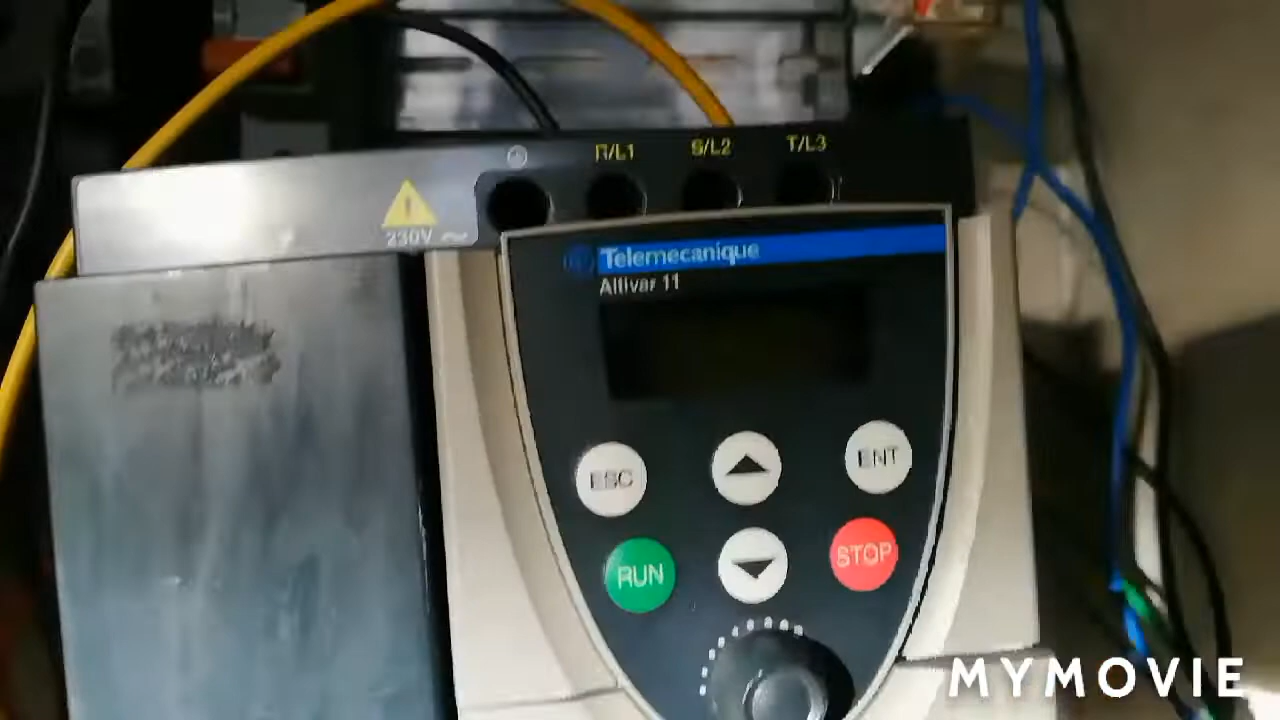 R/L1 S/L2 T/L3
230V ~
Telemecanique
Altivar 11
ESC
ENT
RUN
STOP
MYMOVIE